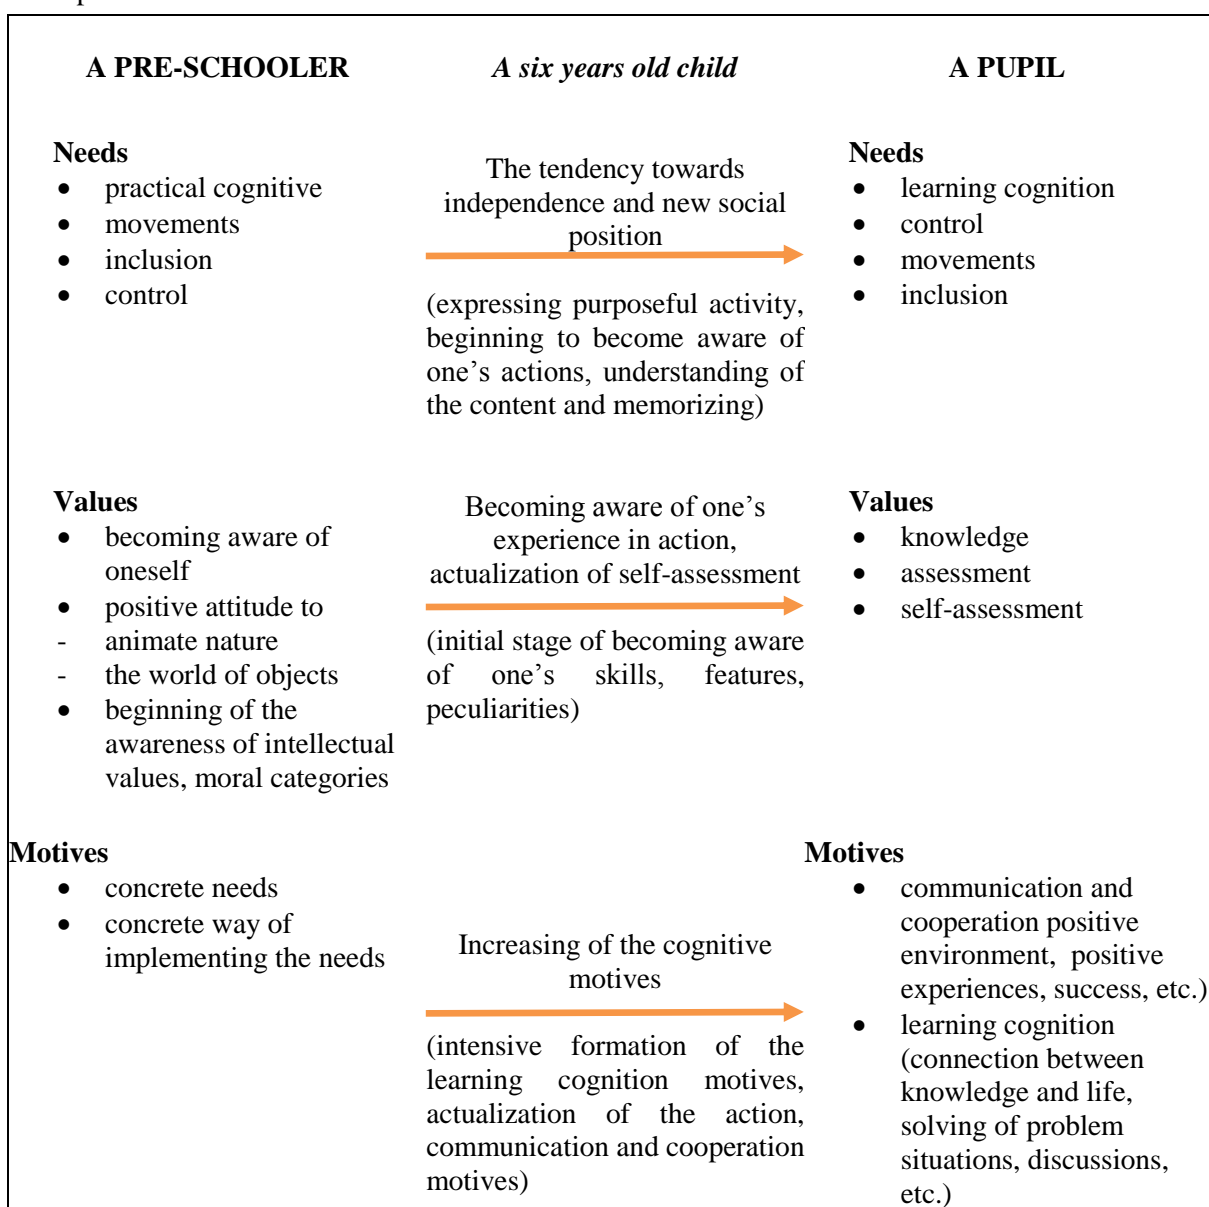 A PRE-SCHOOLER
A six years old child
A PUPIL
Needs
• practical cognitive
• movements
• inclusion
• control
The tendency towards
independence and new social
position
(expressing purposeful activity,
beginning to become aware of
one's actions, understanding of
the content and memorizing)
Needs
• learning cognition
• control
• movements
• inclusion
Values
• becoming aware of
oneself
• positive attitude to
- animate nature
- the world of objects
• beginning of the
awareness of intellectual
values, moral categories
Becoming aware of one's
experience in action,
actualization of self-assessment
(initial stage of becoming aware
of one's skills, features,
peculiarities)
Values
• knowledge
• assessment
• self-assessment
Motives
• concrete needs
• concrete way of
implementing the needs
Increasing of the cognitive
motives
(intensive formation of the
learning cognition motives,
actualization of the action,
communication and cooperation
motives)
Motives
• communication and
cooperation positive
environment, positive
experiences, success, etc.)
• learning cognition
(connection between
knowledge and life,
solving of problem
situations, discussions,
etc.)